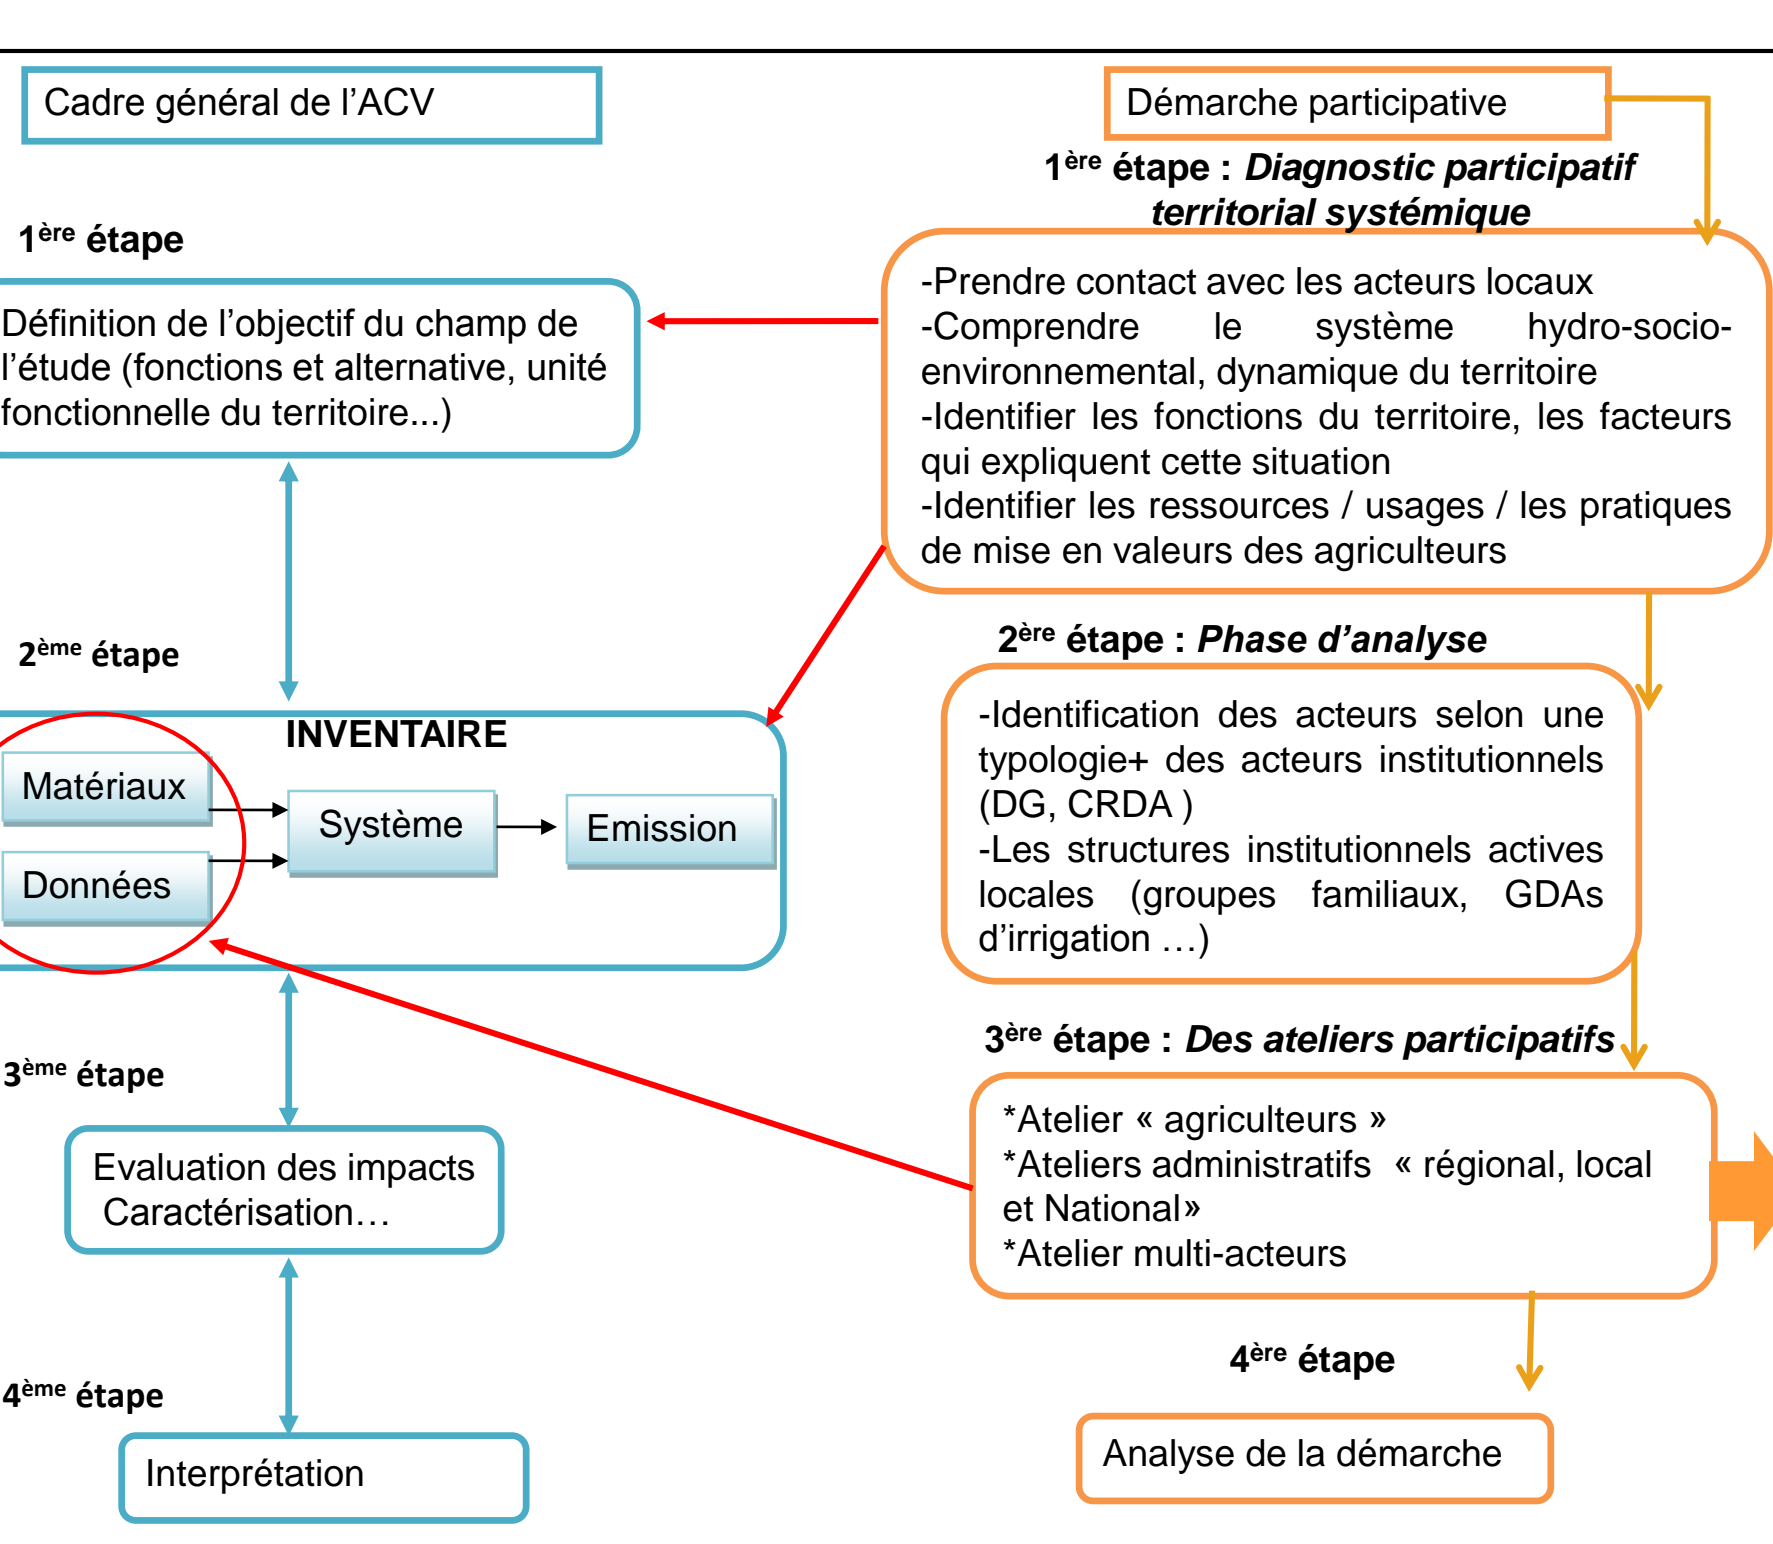 Cadre général de l’ACV
1ère étape
Définition de l’objectif du champ de
l’étude (fonctions et alternative, unité
fonctionnelle du territoire...)
2ème étape
INVENTAIRE
Matériaux
Données
Système
Emission
3ème étape
Evaluation des impacts
Caractérisation…
4ème étape
Interprétation
Démarche participative
1ère étape : Diagnostic participatif
territorial systémique
-Prendre contact avec les acteurs locaux
-Comprendre le système hydro-socio-
environnemental, dynamique du territoire
-Identifier les fonctions du territoire, les facteurs
qui expliquent cette situation
-Identifier les ressources / usages / les pratiques
de mise en valeurs des agriculteurs
2ère étape : Phase d’analyse
-Identification des acteurs selon une
typologie+ des acteurs institutionnels
(DG, CRDA )
-Les structures institutionnels actives
locales (groupes familiaux, GDAs
d’irrigation …)
3ère étape : Des ateliers participatifs
*Atelier « agriculteurs »
*Ateliers administratifs « régional, local
et National»
*Atelier multi-acteurs
4ère étape
Analyse de la démarche